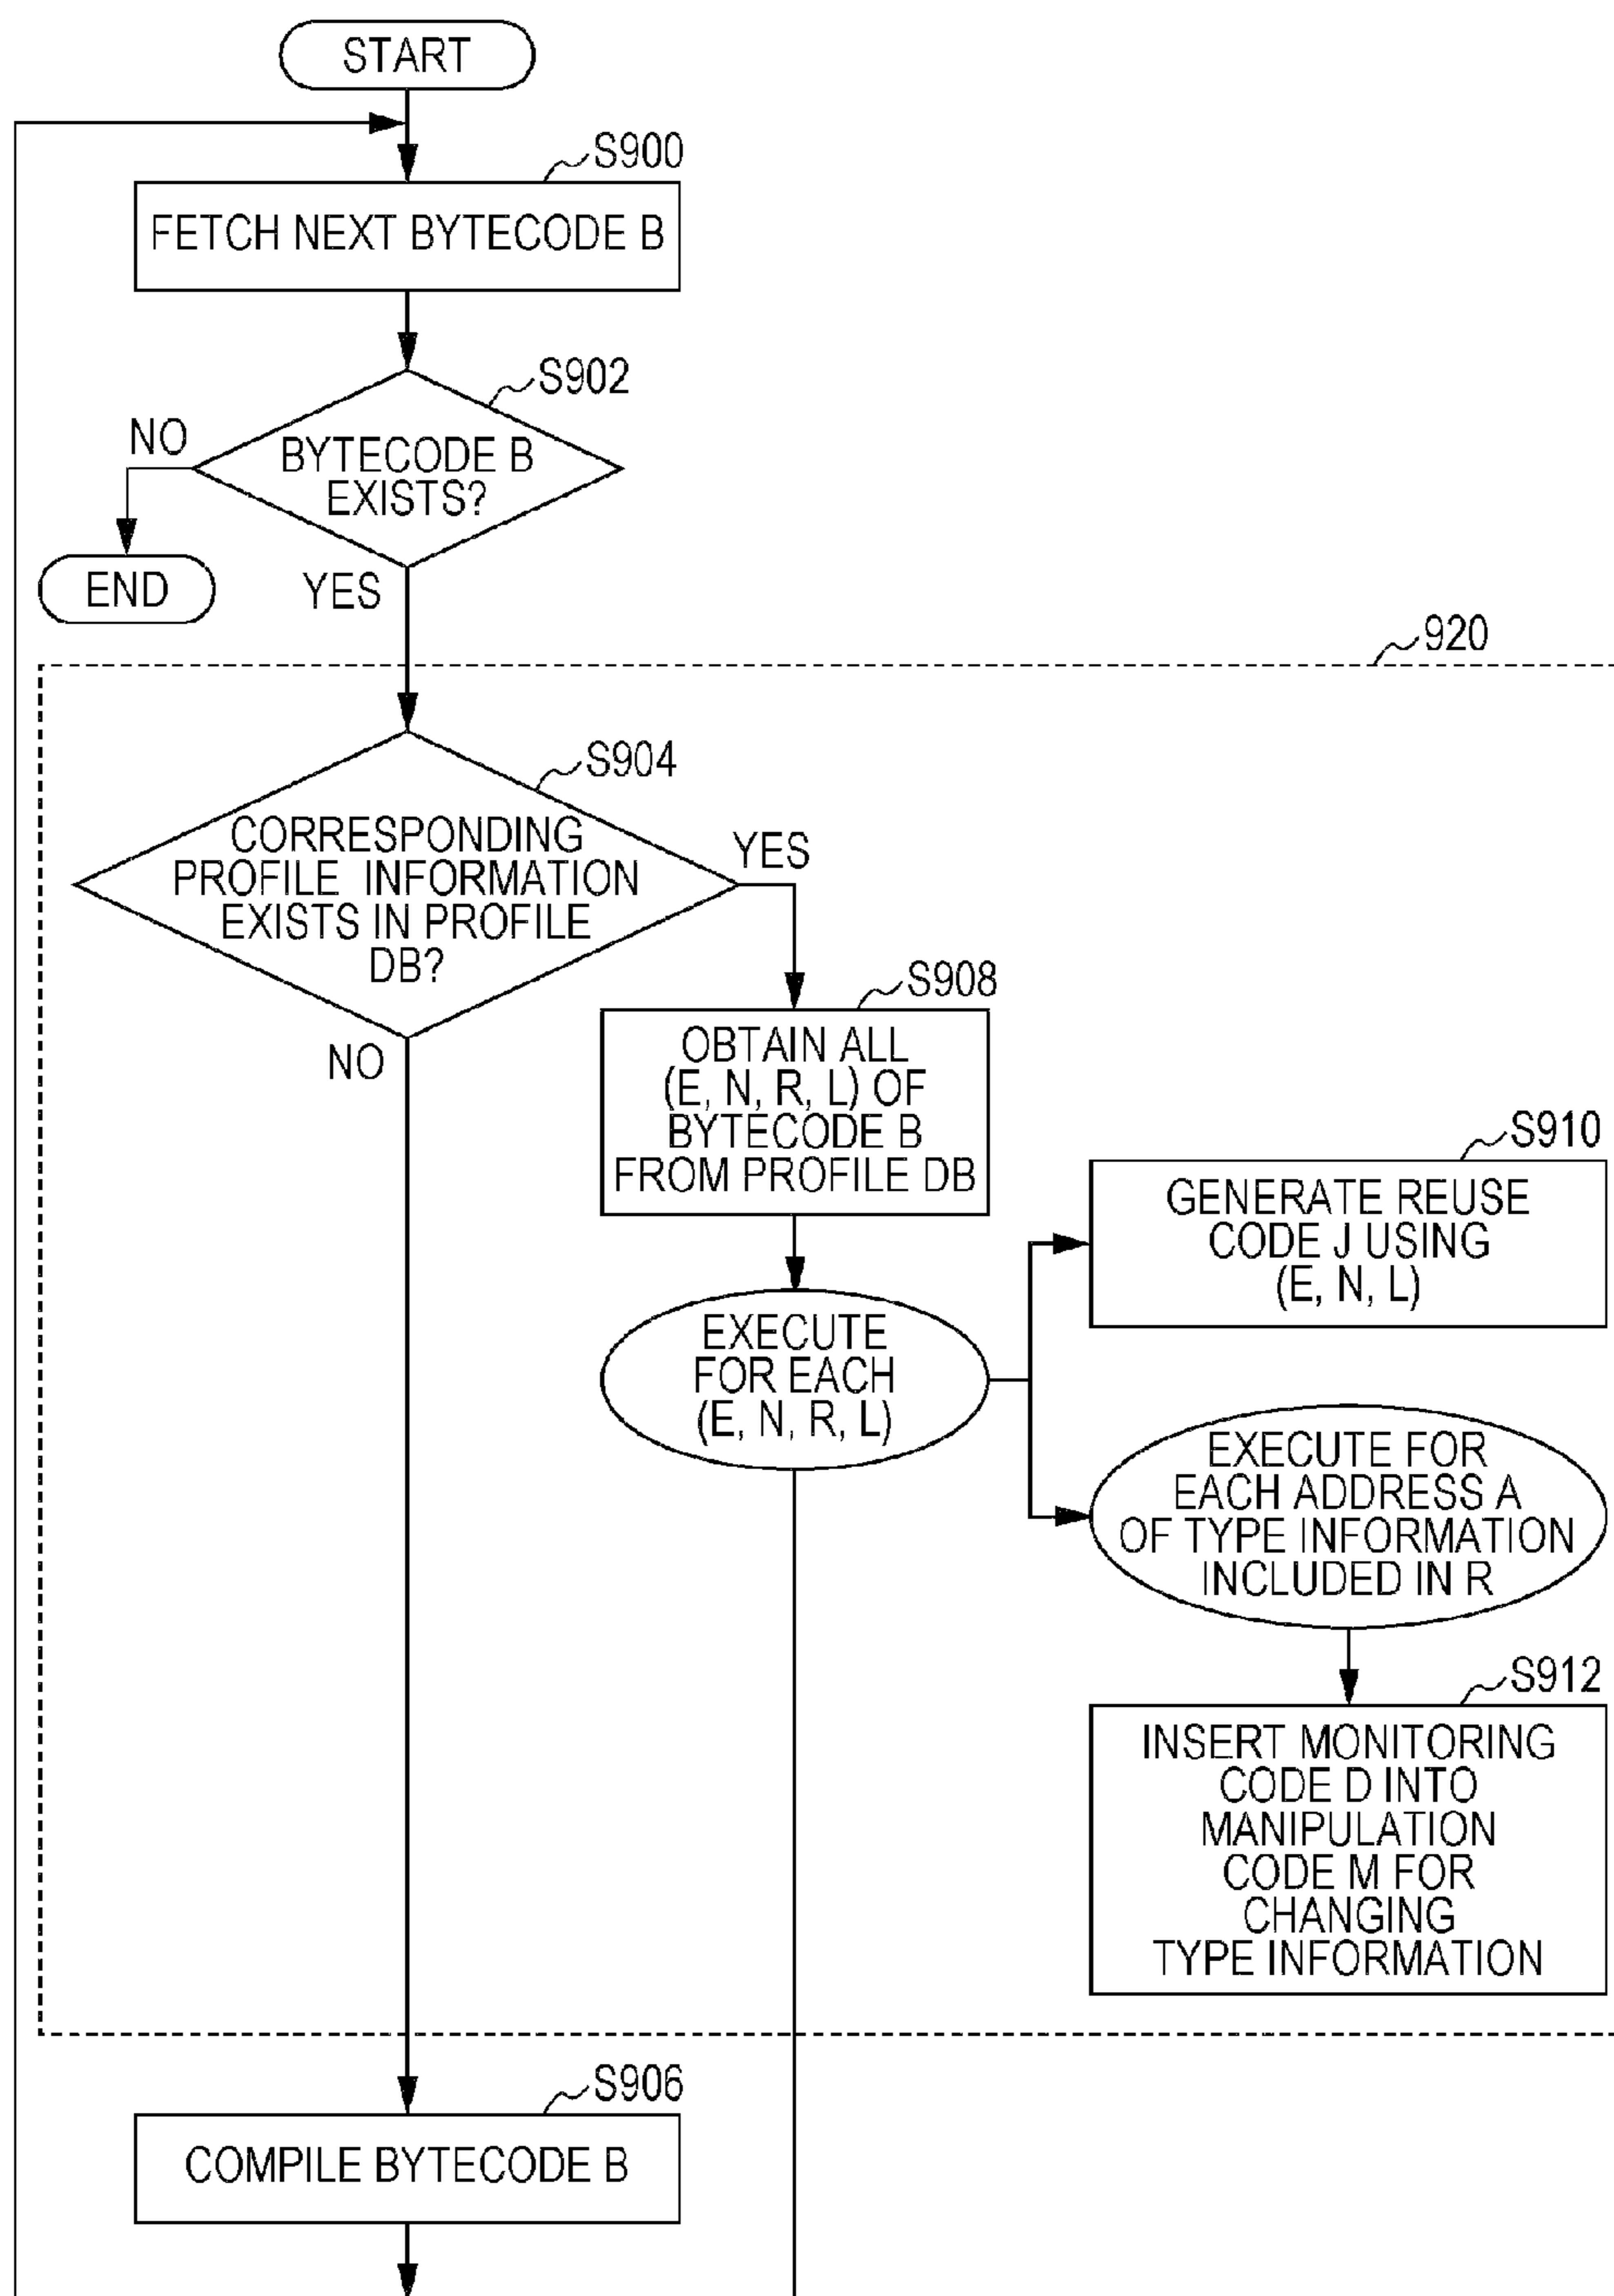 START
S900
FETCH NEXT BYTECODE B
S902
NO
BYTECODE B
EXISTS?
END
YES
920
S904
CORRESPONDING
PROFILE INFORMATION
EXISTS IN PROFILE
DB?
YES
NO
S908
OBTAIN ALL
(E, N, R, L) OF
BYTECODE B
FROM PROFILE DB
S910
GENERATE REUSE
CODE J USING
(E, N, L)
EXECUTE
FOR EACH
(E, N, R, L)
EXECUTE FOR
EACH ADDRESS A
OF TYPE INFORMATION
INCLUDED IN R
S912
INSERT MONITORING
CODE D INTO
MANIPULATION
CODE M FOR
CHANGING
TYPE INFORMATION
S906
COMPILE BYTECODE B